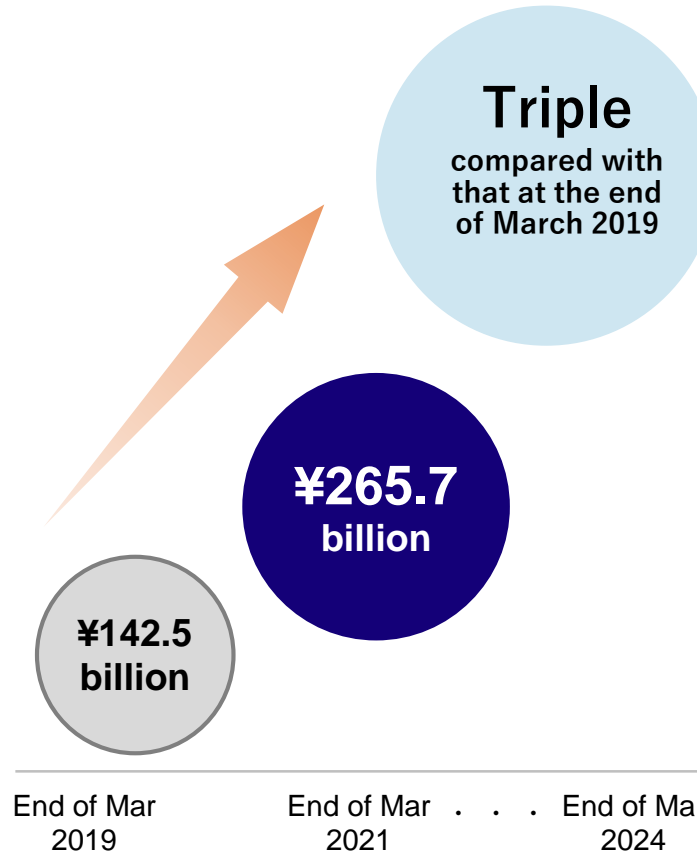 Triple
compared with
that at the end
of March 2019
¥265.7
billion
¥142.5
billion
End of Mar
2019
End of Mar
2021
. . .
End of Ma
2024